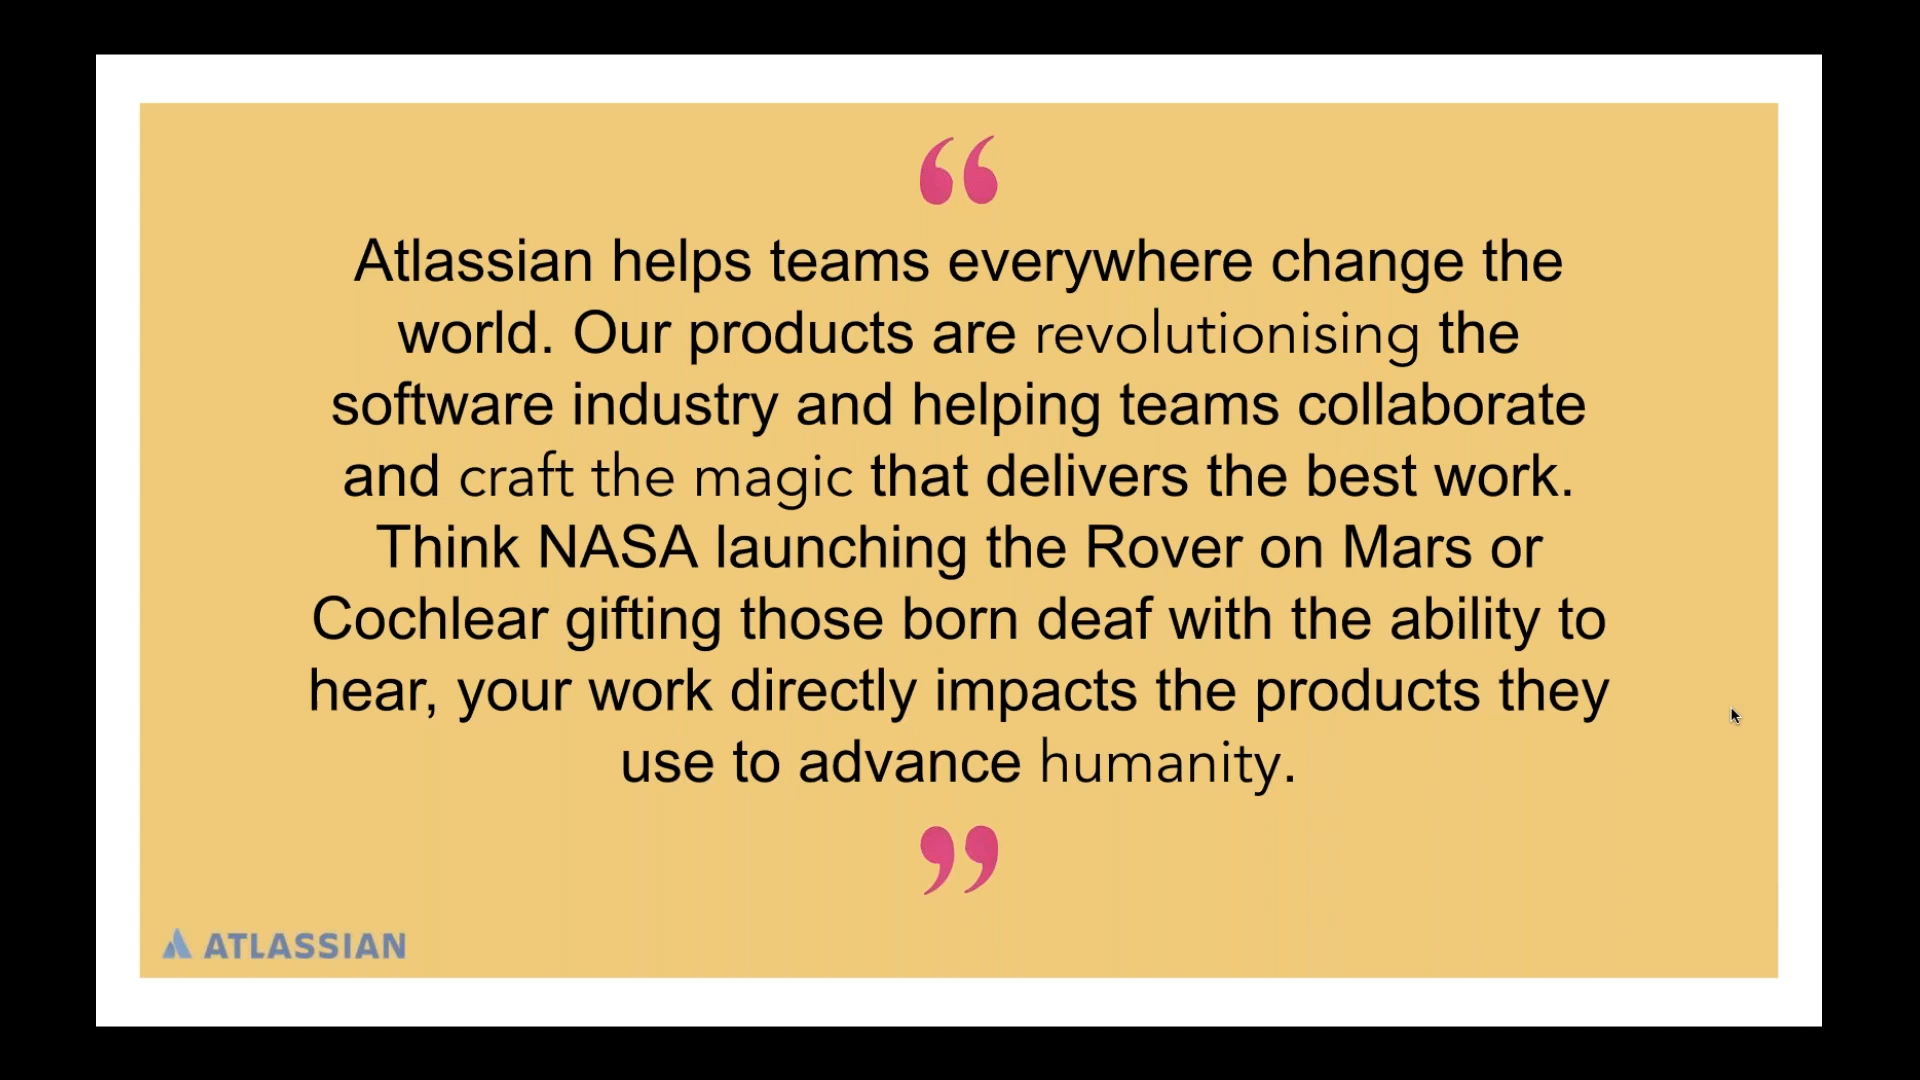 “
Atlassian helps teams everywhere change the
world. Our products are revolutionising the
software industry and helping teams collaborate
and craft the magic that delivers the best work.
Think NASA launching the Rover on Mars or
Cochlear gifting those born deaf with the ability to
hear, your work directly impacts the products they
use to advance humanity.
”
ATLASSIAN